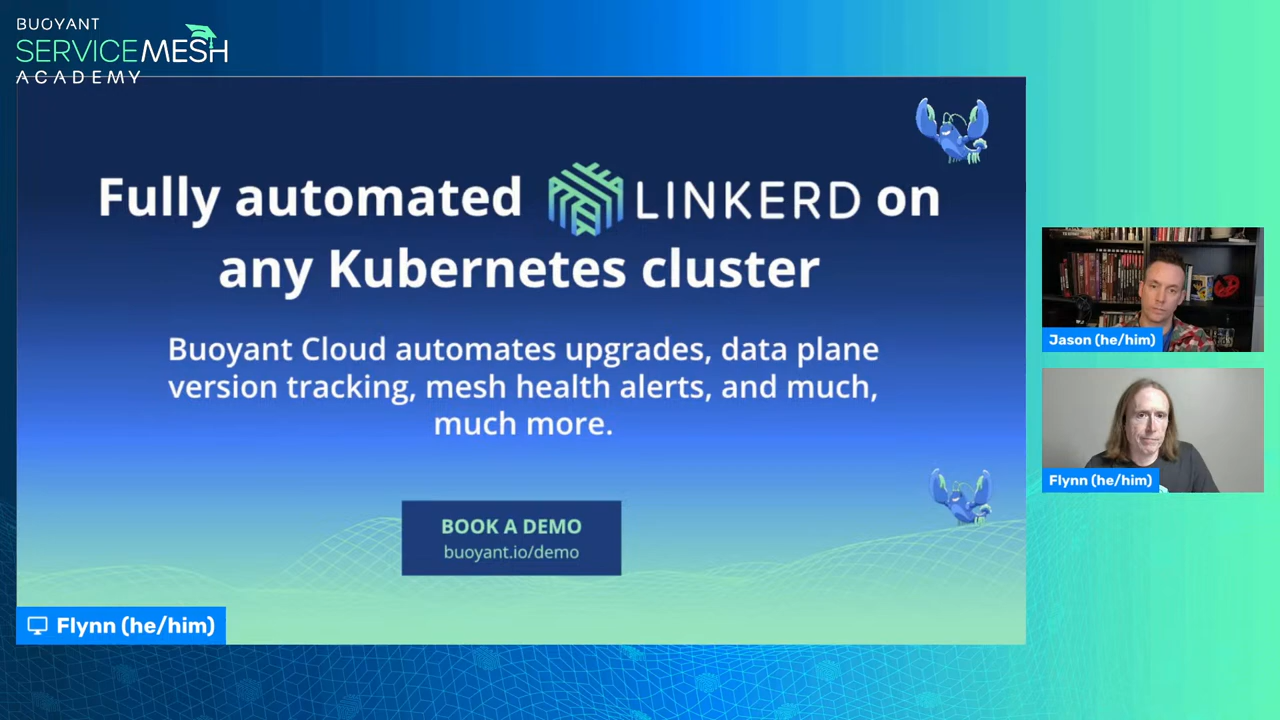 BUOYANT
SERVICEMESH
ACADEMY
Fully automated LINKERD on
any Kubernetes cluster
Buoyant Cloud automates upgrades, data plane
version tracking, mesh health alerts, and much,
much more.
BOOK A DEMO
buoyant.io/demo
Jason (he/him)
Flynn (he/him)
Flynn (he/him)